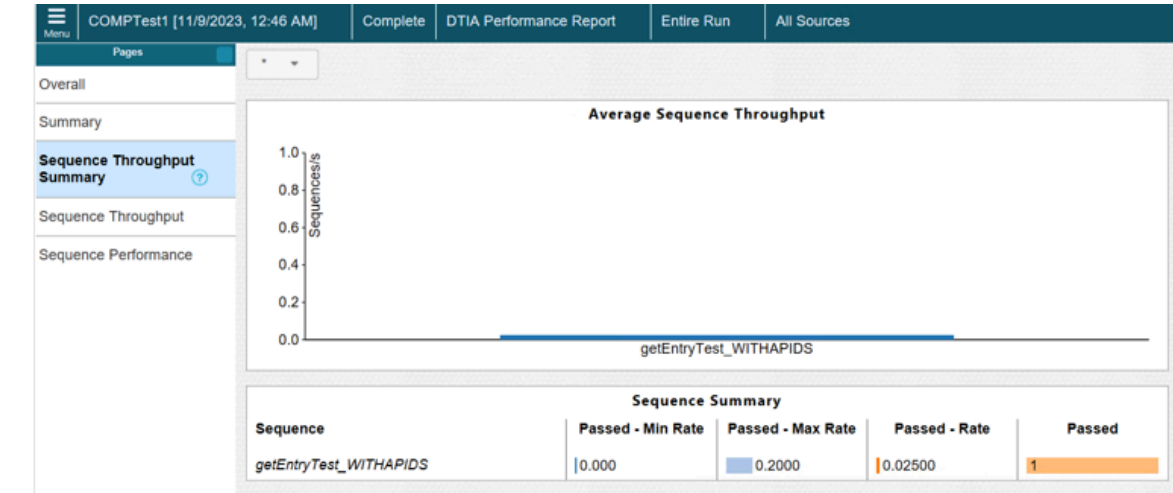 Menu
COMPTest1 [11/9/2023, 12:46 AM]
Complete
DTIA Performance Report
Entire Run
All Sources
Pages
Overall
Summary
Sequence Throughput
Summary
?
Sequence Throughput
Sequence Performance
*
Average Sequence Throughput
Sequences/s
1.0
0.8
0.6
0.4
0.2
0.0
getEntryTest_WITHAPIDS
Sequence Summary
Sequence Passed - Min Rate Passed - Max Rate Passed - Rate Passed
getEntryTest_WITHAPIDS 0.000 0.2000 0.02500 1